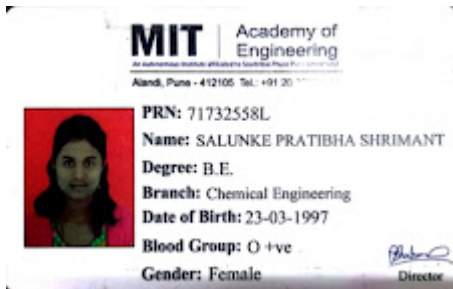 MIT
Academy of
Engineering
Alandi, Pune - 412105 Tel.: +91 20
PRN: 71732558L
Name: SALUNKE PRATIBHA SHRIMANT
Degree: B.E.
Branch: Chemical Engineering
Date of Birth: 23-03-1997
Blood Group: O +ve
Gender: Female
Director